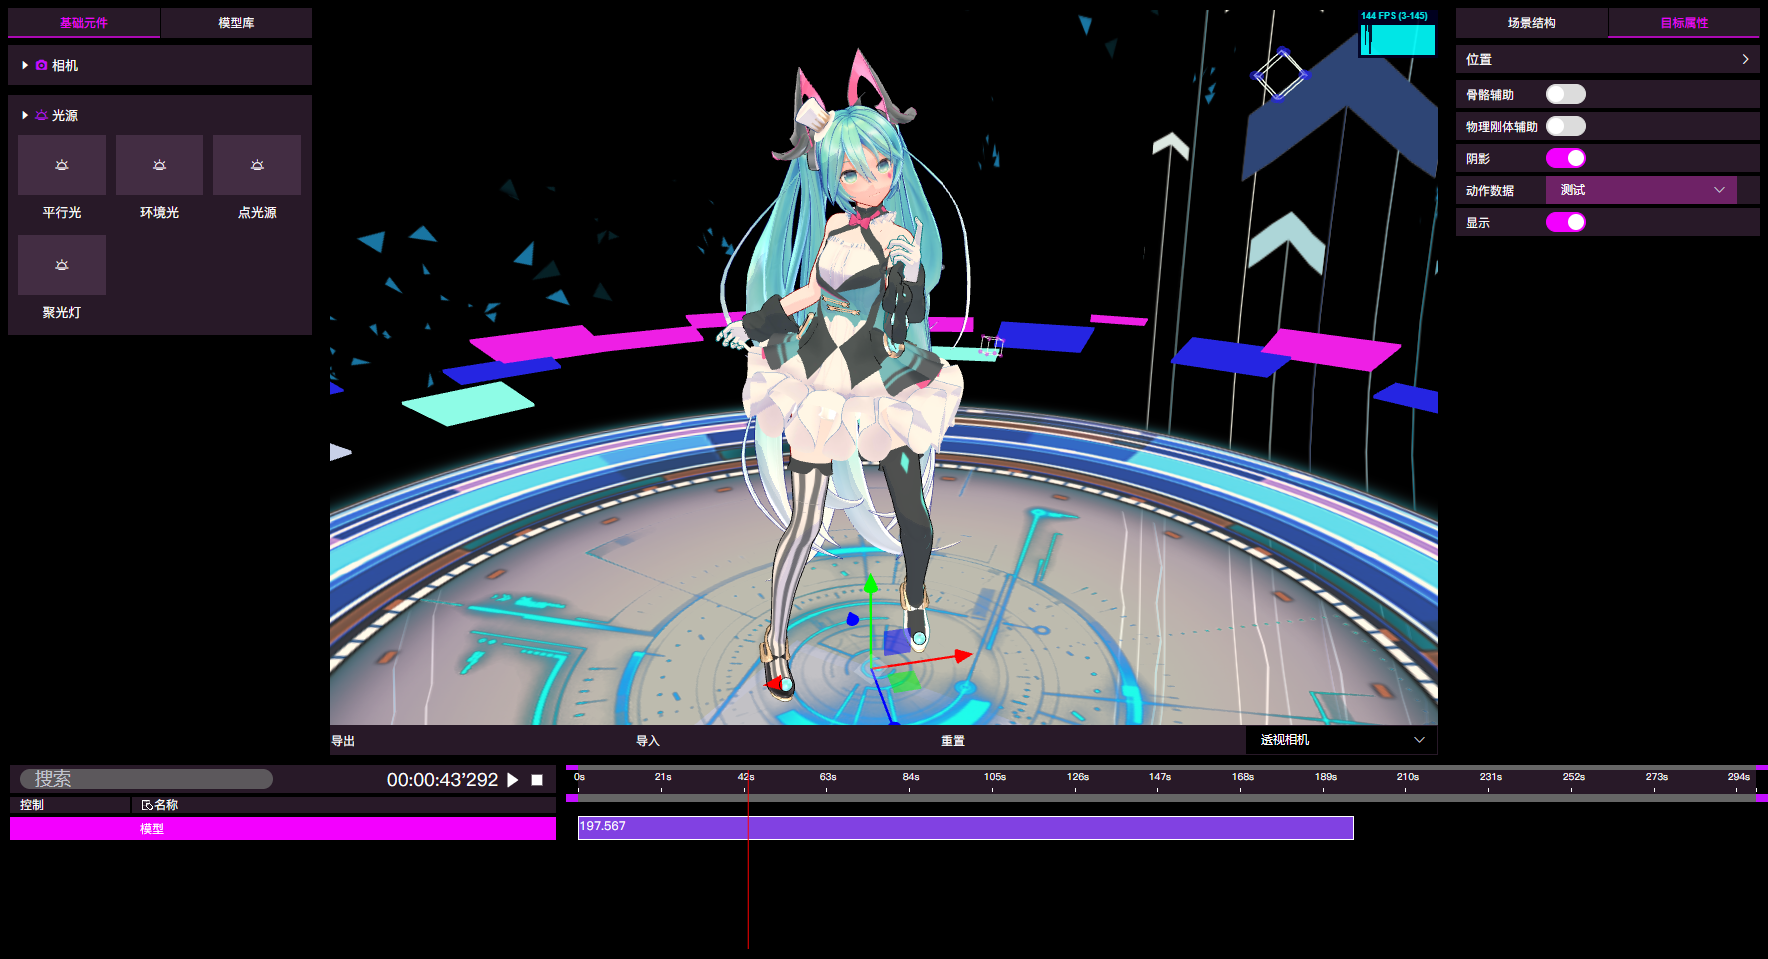 基础元件
模型库
相机
光源
平行光
环境光
点光源
聚光灯
144 FPS (3-145)
场景结构
目标属性
位置
骨骼辅助
物理刚体辅助
阴影
动作数据
测试
显示
导出
导入
重置
透视相机
搜索
00:00:43'292
控制
名称
模型
0s
21s
42s
63s
84s
105s
126s
147s
168s
189s
210s
231s
252s
273s
294s
197.567